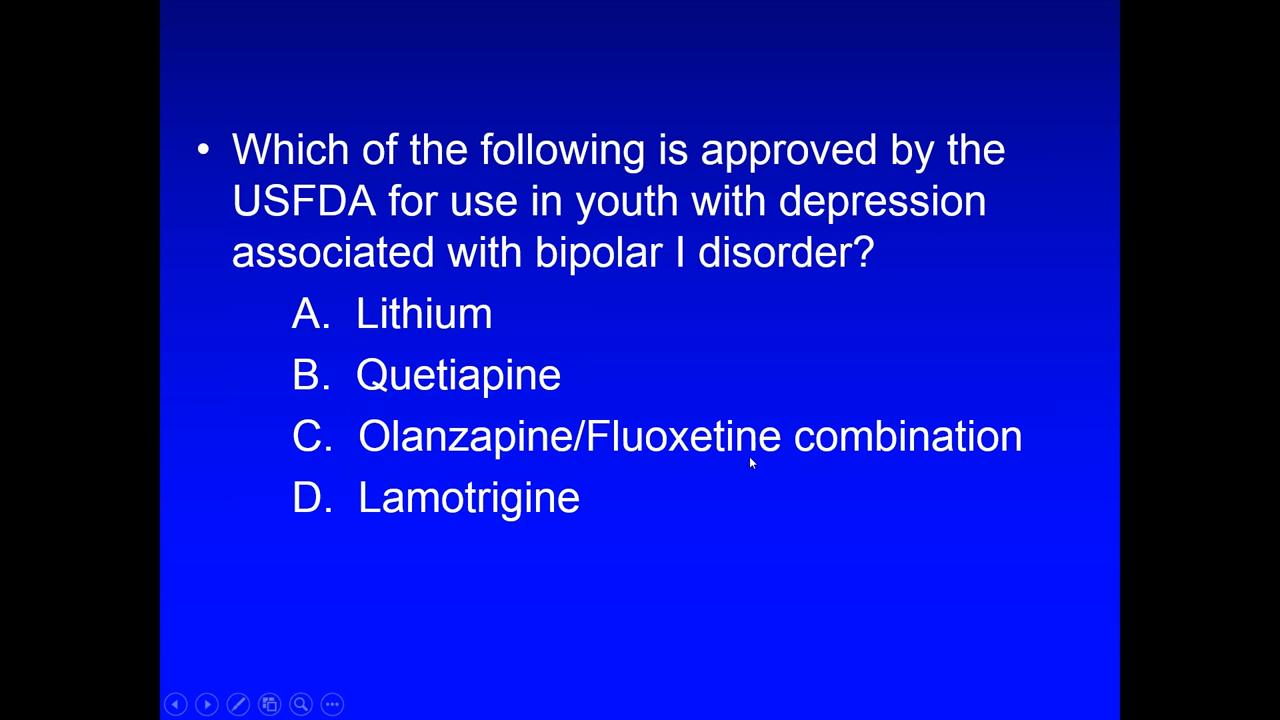 • Which of the following is approved by the
USFDA for use in youth with depression
associated with bipolar I disorder?
A. Lithium
B. Quetiapine
C. Olanzapine/Fluoxetine combination
D. Lamotrigine